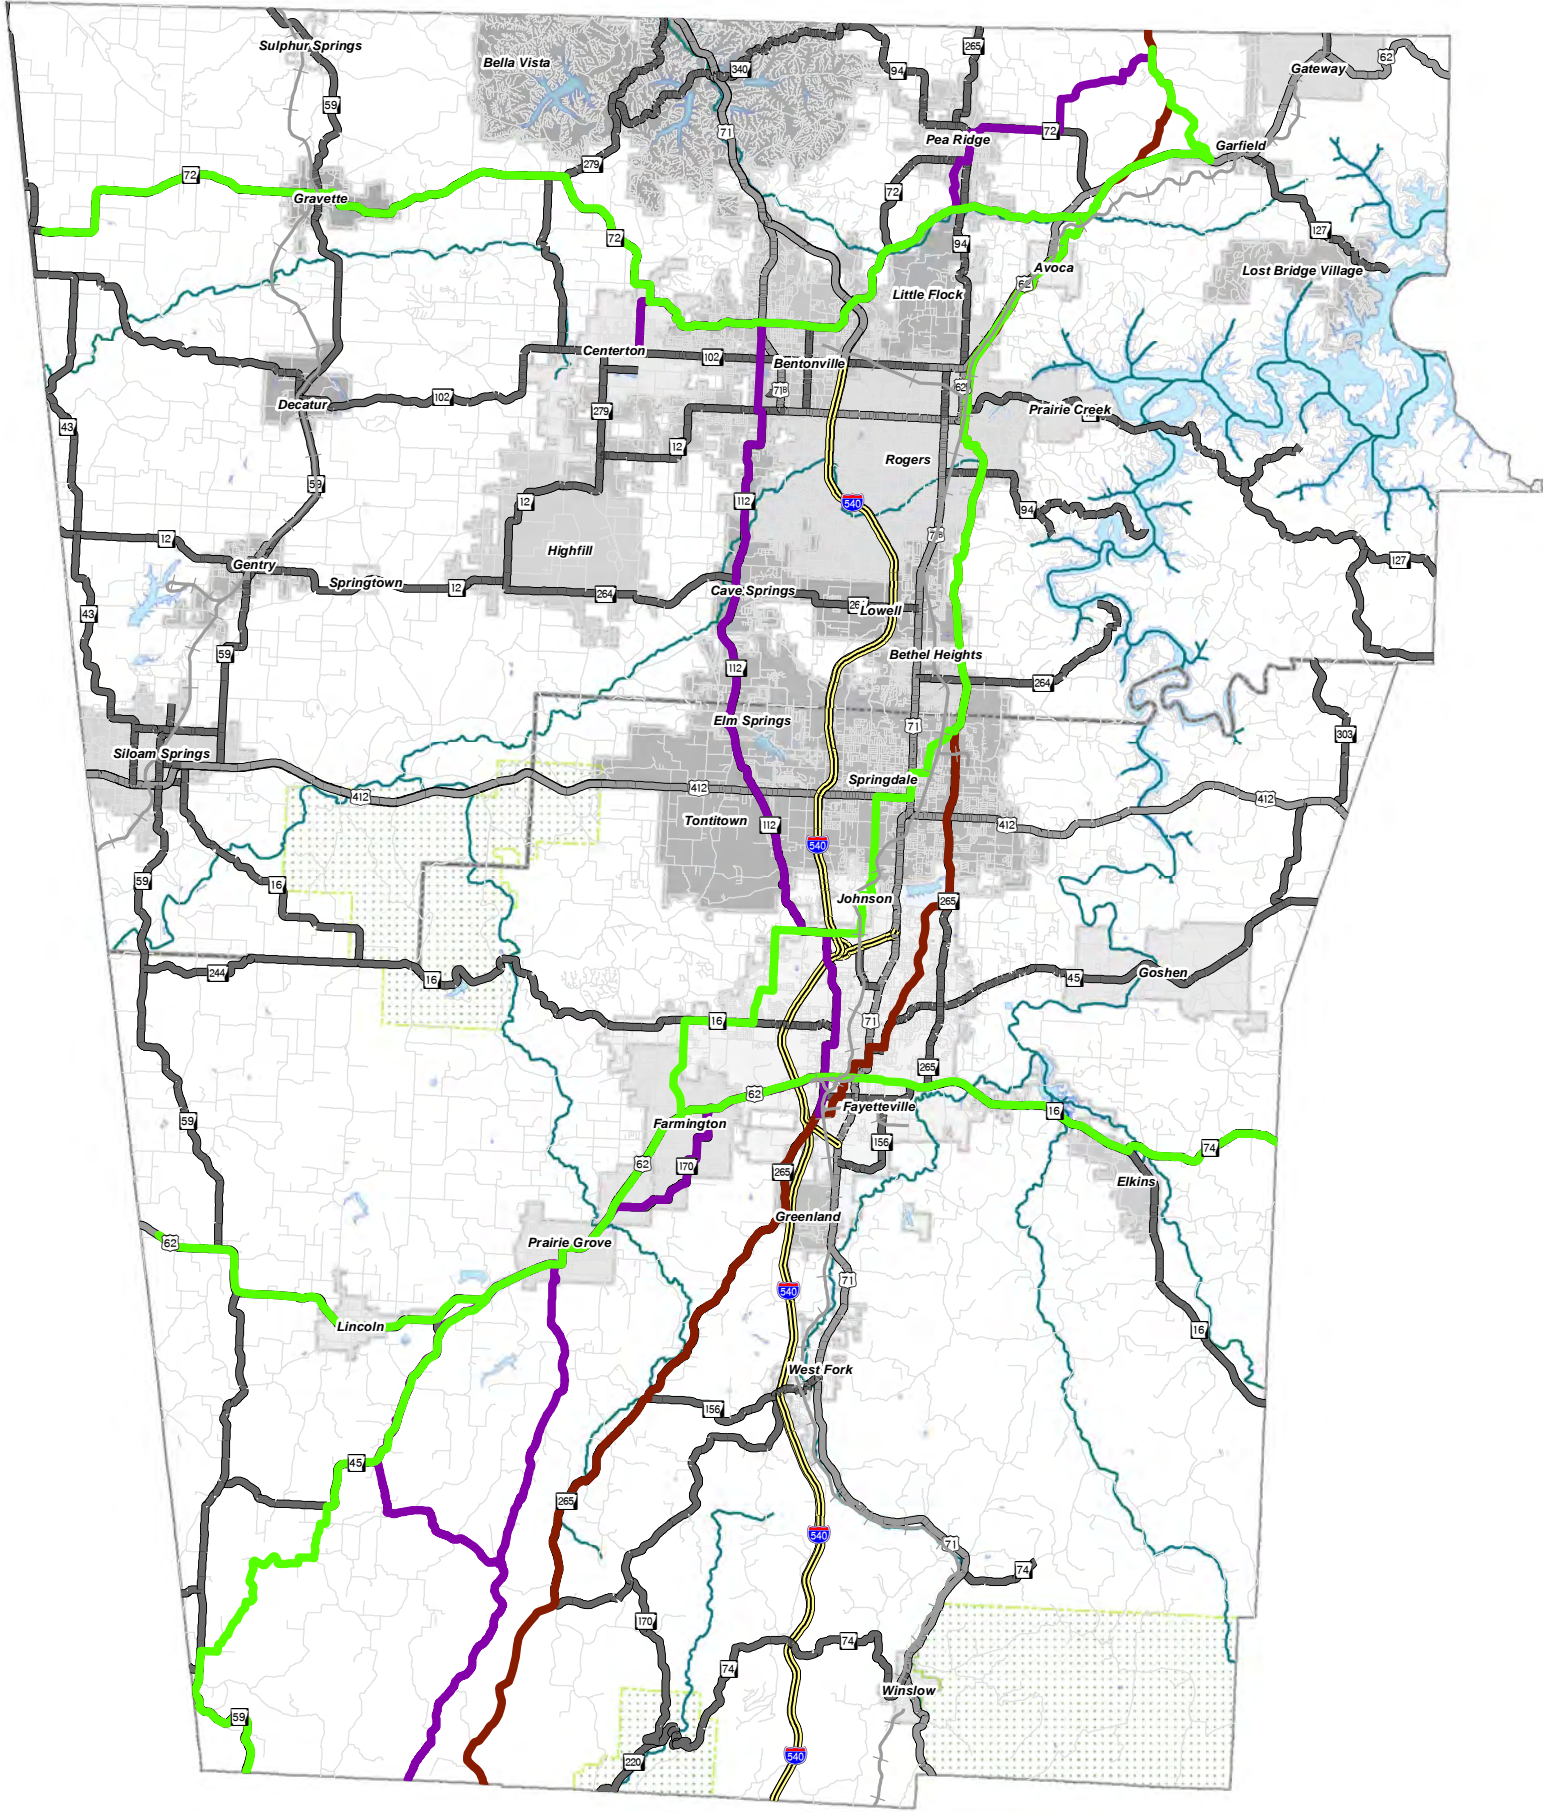 Sulphur Springs
265
Bella Vista
62
Gateway
340
94
59
71
72
Pea Ridge
Garfield
279
72
72
Gravette
127
72
94
Avoca
Lost Bridge Village
62
Little Flock
Centerton
102
Bentonville
62
71B
102
Decatur
279
Prairie Creek
43
12
Rogers
59
112
540
12
94
12
Highfill
127
Gentry
Springtown
12
264
Cave Springs
Lowell
43
59
Bethel Heights
112
264
Elm Springs
71
303
Siloam Springs
Springdale
412
412
412
Tontitown
112
412
540
59
16
Johnson
265
244
16
45
Goshen
16
71
265
62
Fayetteville
16
59
Farmington
156
74
62
170
265
Elkins
Greenland
62
Prairie Grove
71
540
Lincoln
16
West Fork
156
45
265
540
71
74
170
74
74
Winslow
59
540
220